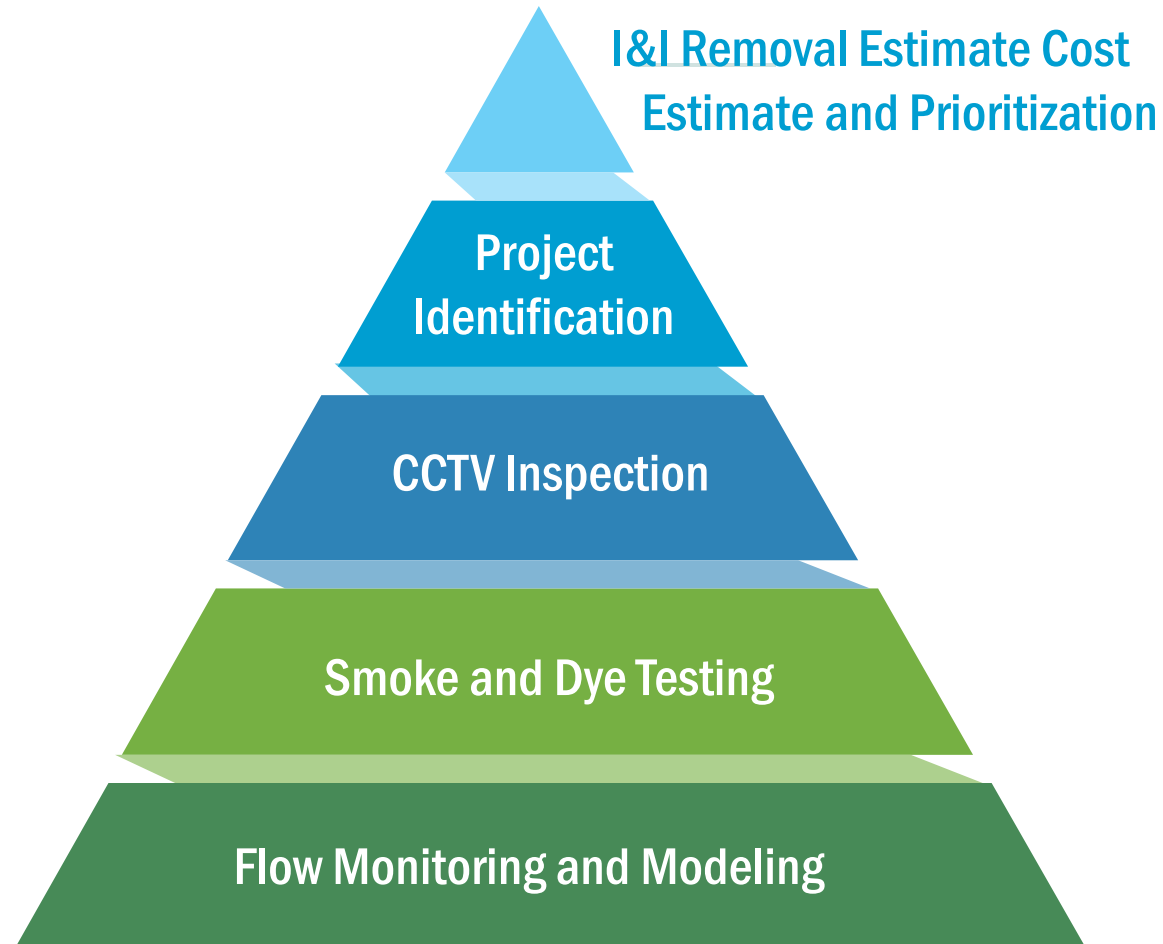 I&I Removal Estimate Cost
Estimate and Prioritization
Project
Identification
CCTV Inspection
Smoke and Dye Testing
Flow Monitoring and Modeling